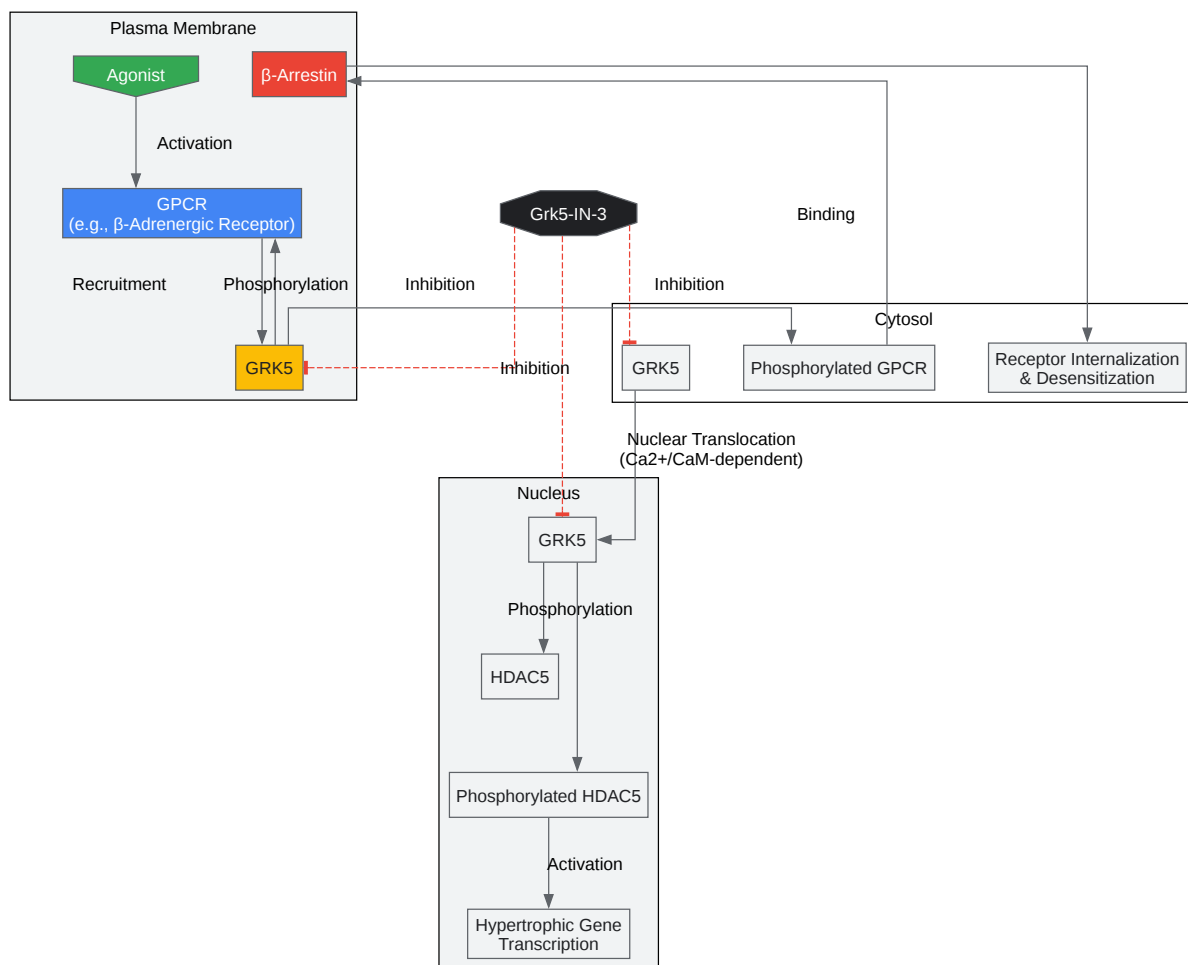 Plasma Membrane
Agonist
β-Arrestin
Activation
GPCR
(e.g., β-Adrenergic Receptor)
Grk5-IN-3
Binding
Recruitment
Phosphorylation
Inhibition
Inhibition
Cytosol
GRK5
Inhibition
GRK5
Phosphorylated GPCR
Receptor Internalization
& Desensitization
Nuclear Translocation
(Ca2+/CaM-dependent)
Nucleus
GRK5
Phosphorylation
HDAC5
Phosphorylated HDAC5
Activation
Hypertrophic Gene
Transcription